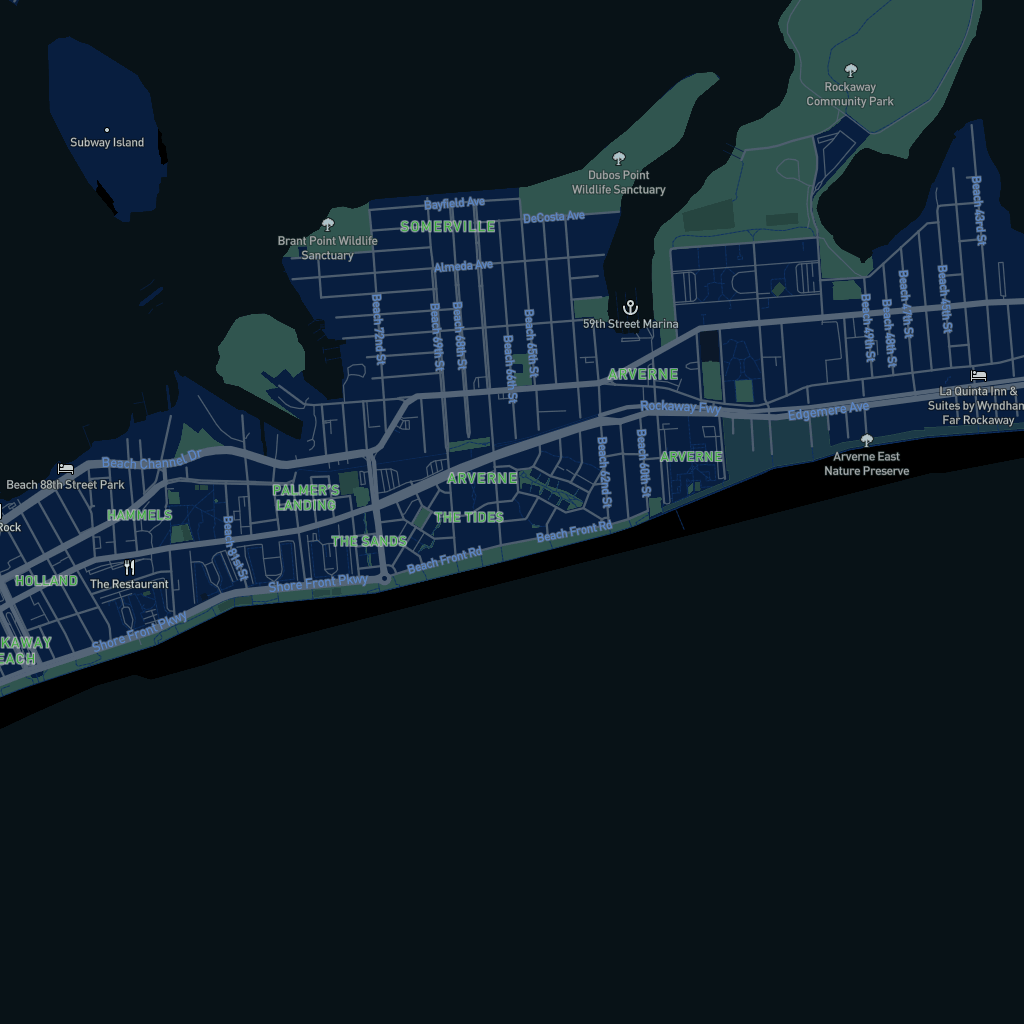 Rockaway
Community Park
Subway Island
Dubos Point
Wildlife Sanctuary
Bayfield Ave
DeCosta Ave
SOMERVILLE
Brant Point Wildlife
Sanctuary
Almeda Ave
Beach 43rd St
Beach 72nd St
Beach 69th St
Beach 68th St
Beach 66th St
Beach 65th St
59th Street Marina
Beach 49th St
Beach 48th St
Beach 47th St
ARVERNE
La Quinta Inn &
Suites by Wyndham
Far Rockaway
Rockaway Fwy
Edgemere Ave
Arverne East
Nature Preserve
Beach 62nd St
Beach 60th St
ARVERNE
ARVERNE
Beach Channel Dr
Beach 88th Street Park
PALMER'S
LANDING
HAMMELS
THE TIDES
THE SANDS
Rock
Beach 81st St
Beach Front Rd
Beach Front Rd
HOLLAND
The Restaurant
Shore Front Pkwy
Shore Front Pkwy
KAWAY
EACH